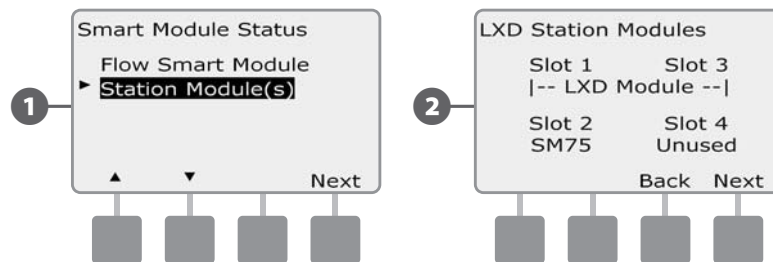 1
Smart Module Status
Flow Smart Module
► Station Module(s)
▲ ▼ Next
2
LXD Station Modules
Slot 1 Slot 3
|-- LXD Module --|
Slot 2 Slot 4
SM75 Unused
Back Next